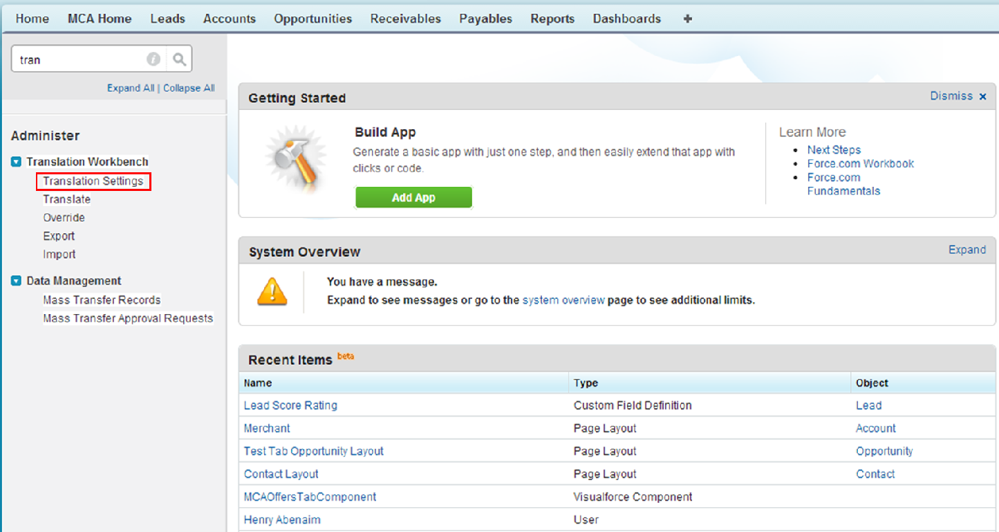 Home MCA Home Leads Accounts Opportunities Receivables Payables Reports Dashboards +
tran
Expand All | Collapse All
Administer
Translation Workbench
Translation Settings
Translate
Override
Export
Import
Data Management
Mass Transfer Records
Mass Transfer Approval Requests
Getting Started
Dismiss x
Build App
Generate a basic app with just one step, and then easily extend that app with
clicks or code.
Add App
Learn More
• Next Steps
• Force.com Workbook
• Force.com
Fundamentals
System Overview
Expand
You have a message.
Expand to see messages or go to the system overview page to see additional limits.
Recent Items beta
Name Type Object
Lead Score Rating Custom Field Definition Lead
Merchant Page Layout Account
Test Tab Opportunity Layout Page Layout Opportunity
Contact Layout Page Layout Contact
MCAOffersTabComponent Visualforce Component
Henry Abenaim User